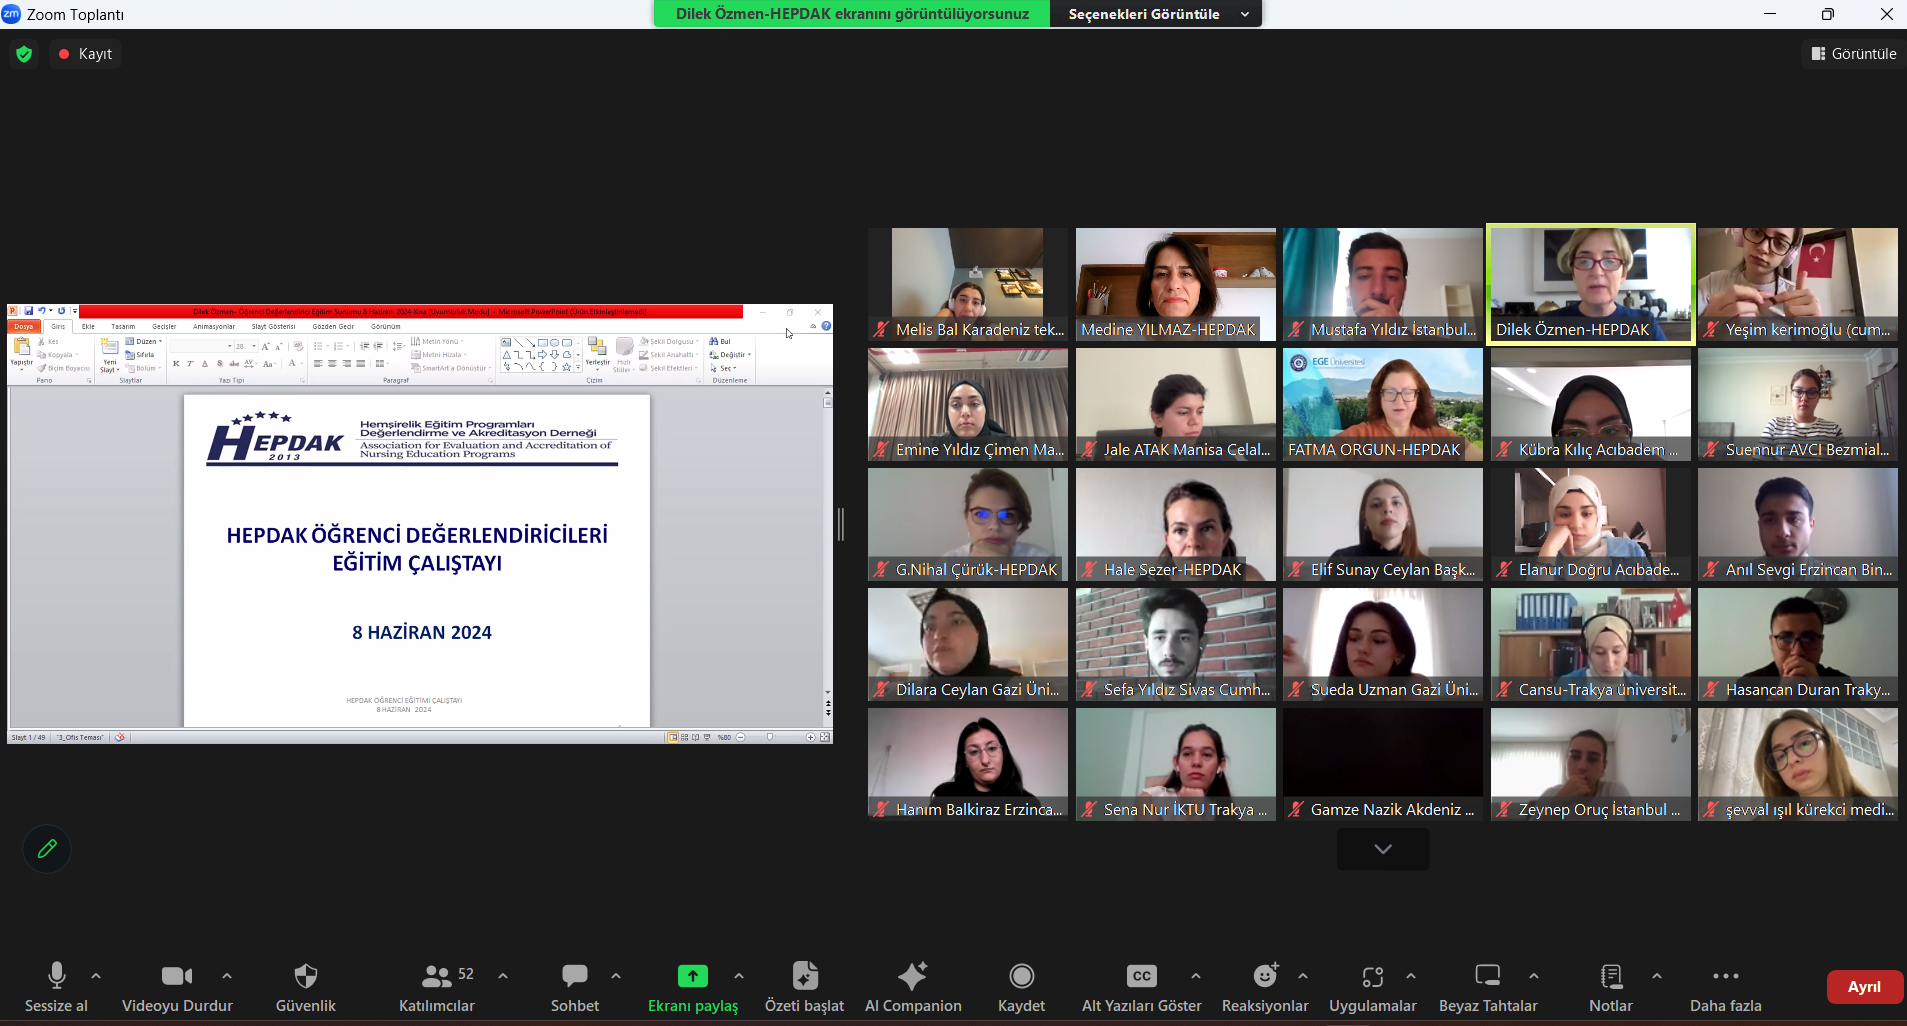 Zoom Toplantı
Dilek Özmen-HEPDAK ekranını görüntülüyorsunuz
Seçenekleri Görüntüle
Kayıt
Görüntüle
Dilek Özmen- Öğrenci Değerlendirici Eğitim Sunumu 8 Haziran 2024-Kısa [Uyumluluk Modu] - Microsoft PowerPoint (Ürün Etkinleştirilemedi)
Dosya Giriş Ekle Tasarım Geçişler Animasyonlar Slayt Gösterisi Gözden Geçir Görünüm
Yapıştır
Kes
Kopyala
Biçim Boyacısı
Pano
Yeni Slayt
Düzen
Sıfırla
Bölüm
Slaytlar
28
Yazı Tipi
Metin Yönü
Metni Hizala
SmartArt'a Dönüştür
Paragraf
Yerleştir
Hızlı Stiller
Şekil Dolgusu
Şekil Anahattı
Şekil Efektleri
Çizim
Bul
Değiştir
Seç
Düzenleme
HEPDAK
2013
Hemşirelik Eğitim Programları
Değerlendirme ve Akreditasyon Derneği
Association for Evaluation and Accreditation of
Nursing Education Programs
HEPDAK ÖĞRENCİ DEĞERLENDİRİCİLERİ
EĞİTİM ÇALIŞTAYI
8 HAZİRAN 2024
HEPDAK ÖĞRENCİ EĞİTİMİ ÇALIŞTAYI
8 HAZİRAN 2024
Slayt 1 / 49 "3_Ofis Teması" %80
Melis Bal Karadeniz tek...
Medine YILMAZ-HEPDAK
Mustafa Yıldız İstanbul...
Dilek Özmen-HEPDAK
Yeşim kerimoğlu (cum...
Emine Yıldız Çimen Ma...
Jale ATAK Manisa Celal...
EGE Üniversitesi
FATMA ORGUN-HEPDAK
Kübra Kılıç Acıbadem ...
Suennur AVCI Bezmial...
G.Nihal Çürük-HEPDAK
Hale Sezer-HEPDAK
Elif Sunay Ceylan Başk...
Elanur Doğru Acıbade...
Anıl Sevgi Erzincan Bin...
Dilara Ceylan Gazi Üni...
Sefa Yıldız Sivas Cumh...
Sueda Uzman Gazi Üni...
Cansu-Trakya üniversit...
Hasancan Duran Traky...
Hanım Balkiraz Erzinca...
Sena Nur İKTU Trakya ...
Gamze Nazik Akdeniz ...
Zeynep Oruç İstanbul ...
şevval ışıl kürekci medi...
Sessize al
Videoyu Durdur
Güvenlik
52
Katılımcılar
Sohbet
Ekranı paylaş
Özeti başlat
AI Companion
Kaydet
CC
Alt Yazıları Göster
Reaksiyonlar
Uygulamalar
Beyaz Tahtalar
Notlar
Daha fazla
Ayrıl